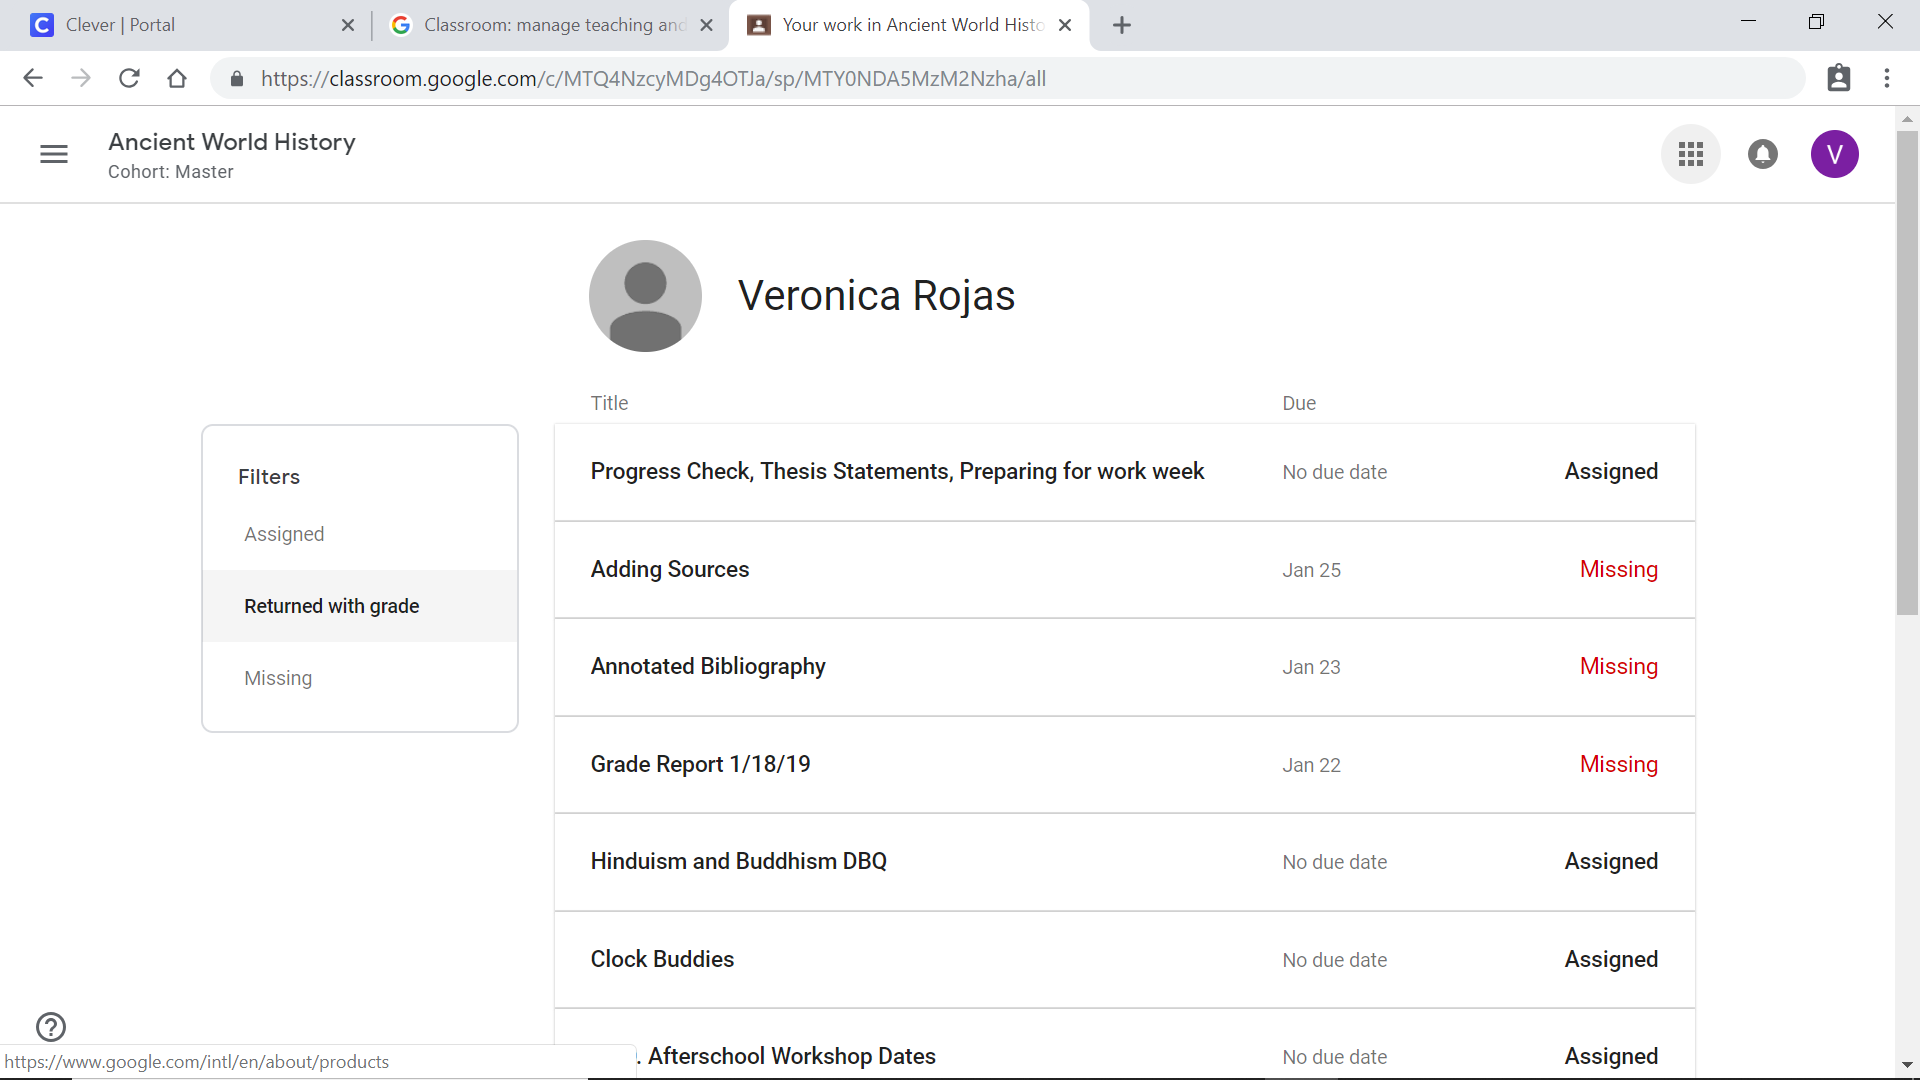 Clever | Portal
Classroom: manage teaching and
Your work in Ancient World Histo
https://classroom.google.com/c/MTQ4NzcyMDg4OTJa/sp/MTY0NDA5MzM2Nzha/all
Ancient World History
Cohort: Master
V
Veronica Rojas
Title Due
Filters
Assigned
Returned with grade
Missing
Progress Check, Thesis Statements, Preparing for work week No due date Assigned
Adding Sources Jan 25 Missing
Annotated Bibliography Jan 23 Missing
Grade Report 1/18/19 Jan 22 Missing
Hinduism and Buddhism DBQ No due date Assigned
Clock Buddies No due date Assigned
. Afterschool Workshop Dates No due date Assigned
https://www.google.com/intl/en/about/products